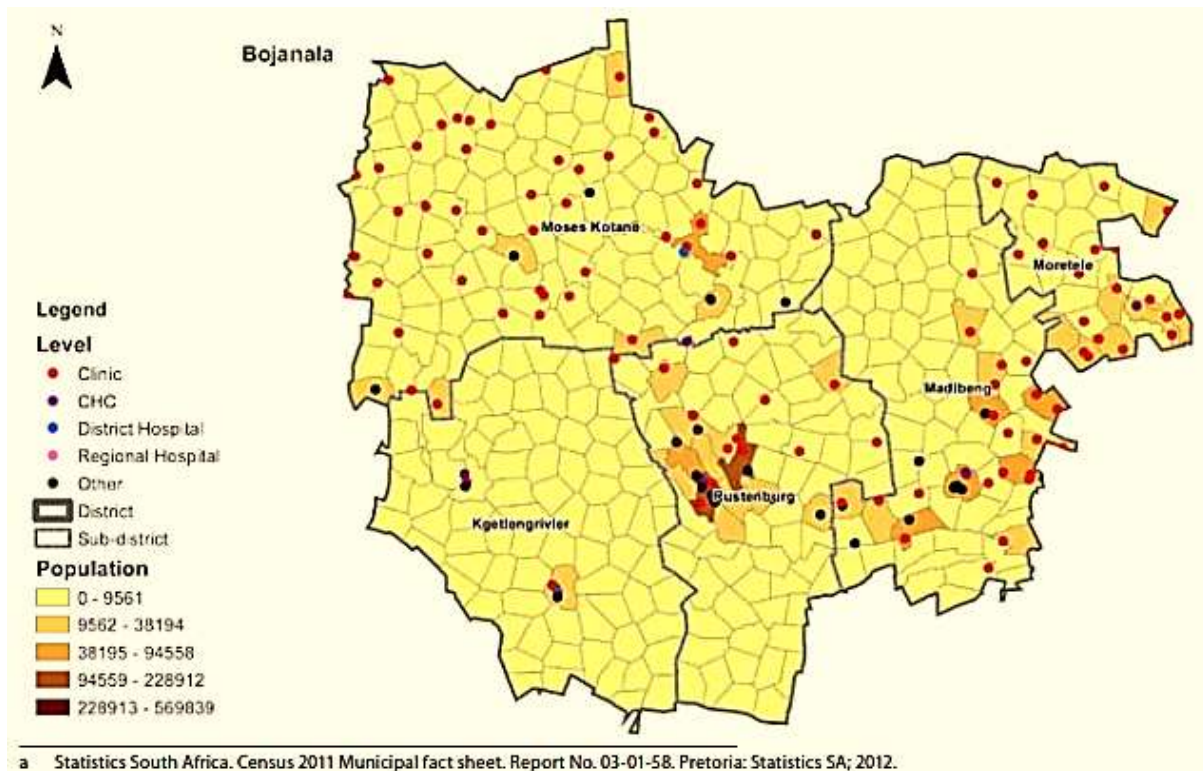 N
Bojanala
Moses Kotane
Moretele
Madibeng
Rustenburg
Kgetlengrivier
Legend
Level
Clinic
CHC
District Hospital
Regional Hospital
Other
District
Sub-district
Population
0 - 9561
9562 - 38194
38195 - 94558
94559 - 228912
228913 - 569839
a Statistics South Africa. Census 2011 Municipal fact sheet. Report No. 03-01-58. Pretoria: Statistics SA; 2012.